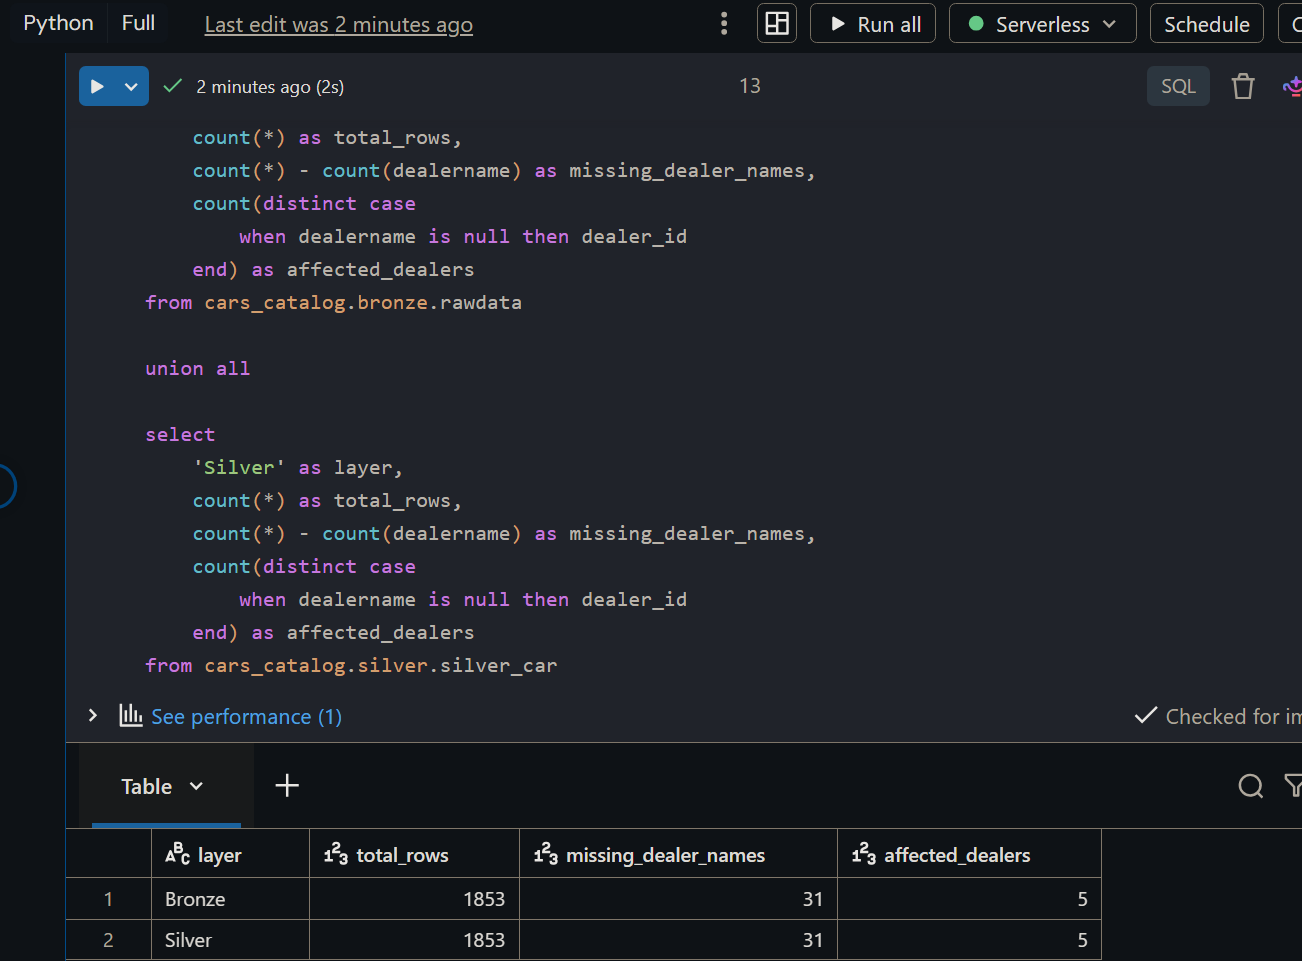 Python Full Last edit was 2 minutes ago Run all Serverless Schedule
2 minutes ago (2s) 13 SQL
count(*) as total_rows,
count(*) - count(dealername) as missing_dealer_names,
count(distinct case
when dealername is null then dealer_id
end) as affected_dealers
from cars_catalog.bronze.rawdata
union all
select
'Silver' as layer,
count(*) as total_rows,
count(*) - count(dealername) as missing_dealer_names,
count(distinct case
when dealername is null then dealer_id
end) as affected_dealers
from cars_catalog.silver.silver_car
See performance (1) Checked for im
Table
layer total_rows missing_dealer_names affected_dealers
1 Bronze 1853 31 5
2 Silver 1853 31 5